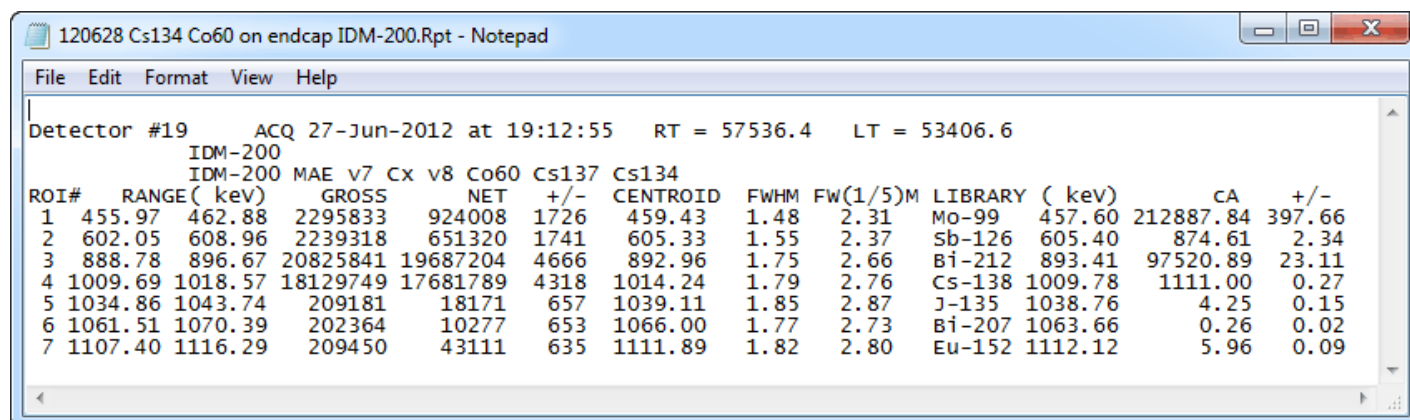 120628 Cs134 Co60 on endcap IDM-200.Rpt - Notepad
File Edit Format View Help
Detector #19 ACQ 27-Jun-2012 at 19:12:55 RT = 57536.4 LT = 53406.6
IDM-200
IDM-200 MAE v7 Cx v8 Co60 Cs137 Cs134
ROI# RANGE( keV) GROSS NET +/- CENTROID FWHM FW(1/5)M LIBRARY ( keV) CA +/-
1 455.97 462.88 2295833 924008 1726 459.43 1.48 2.31 Mo-99 457.60 212887.84 397.66
2 602.05 608.96 2239318 651320 1741 605.33 1.55 2.37 Sb-126 605.40 874.61 2.34
3 888.78 896.67 20825841 19687204 4666 892.96 1.75 2.66 Bi-212 893.41 97520.89 23.11
4 1009.69 1018.57 18129749 17681789 4318 1014.24 1.79 2.76 Cs-138 1009.78 1111.00 0.27
5 1034.86 1043.74 209181 18171 657 1039.11 1.85 2.87 J-135 1038.76 4.25 0.15
6 1061.51 1070.39 202364 10277 653 1066.00 1.77 2.73 Bi-207 1063.66 0.26 0.02
7 1107.40 1116.29 209450 43111 635 1111.89 1.82 2.80 Eu-152 1112.12 5.96 0.09